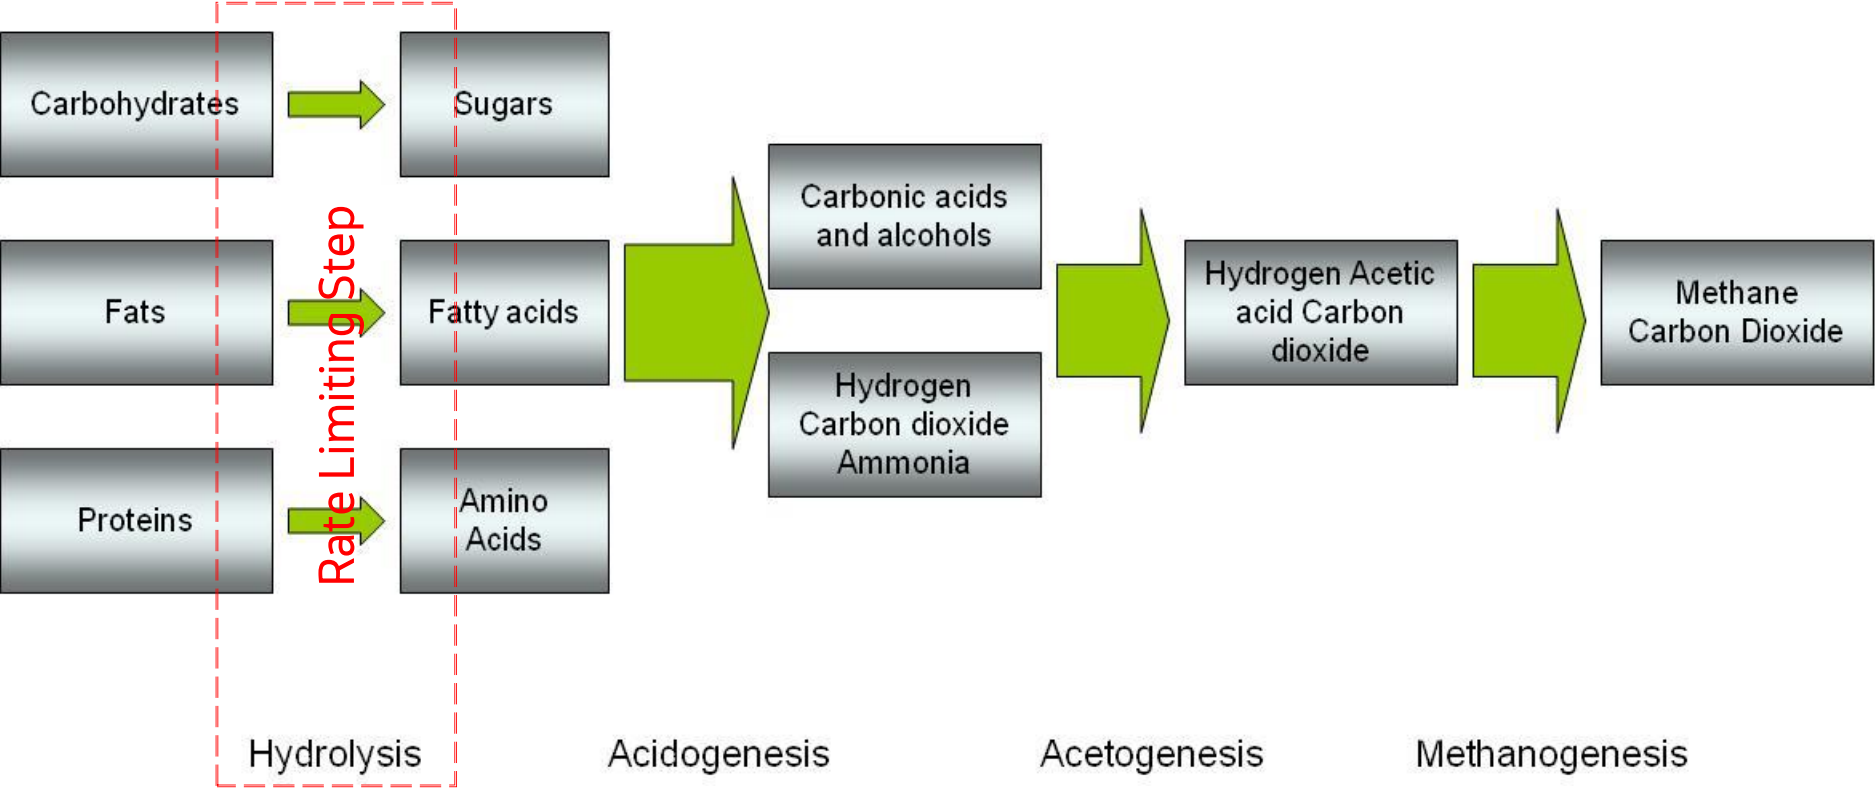 Carbohydrates
Sugars
Fats
Fatty acids
Proteins
Amino
Acids
Rate Limiting Step
Carbonic acids
and alcohols
Hydrogen
Carbon dioxide
Ammonia
Hydrogen Acetic
acid Carbon
dioxide
Methane
Carbon Dioxide
Hydrolysis
Acidogenesis
Acetogenesis
Methanogenesis